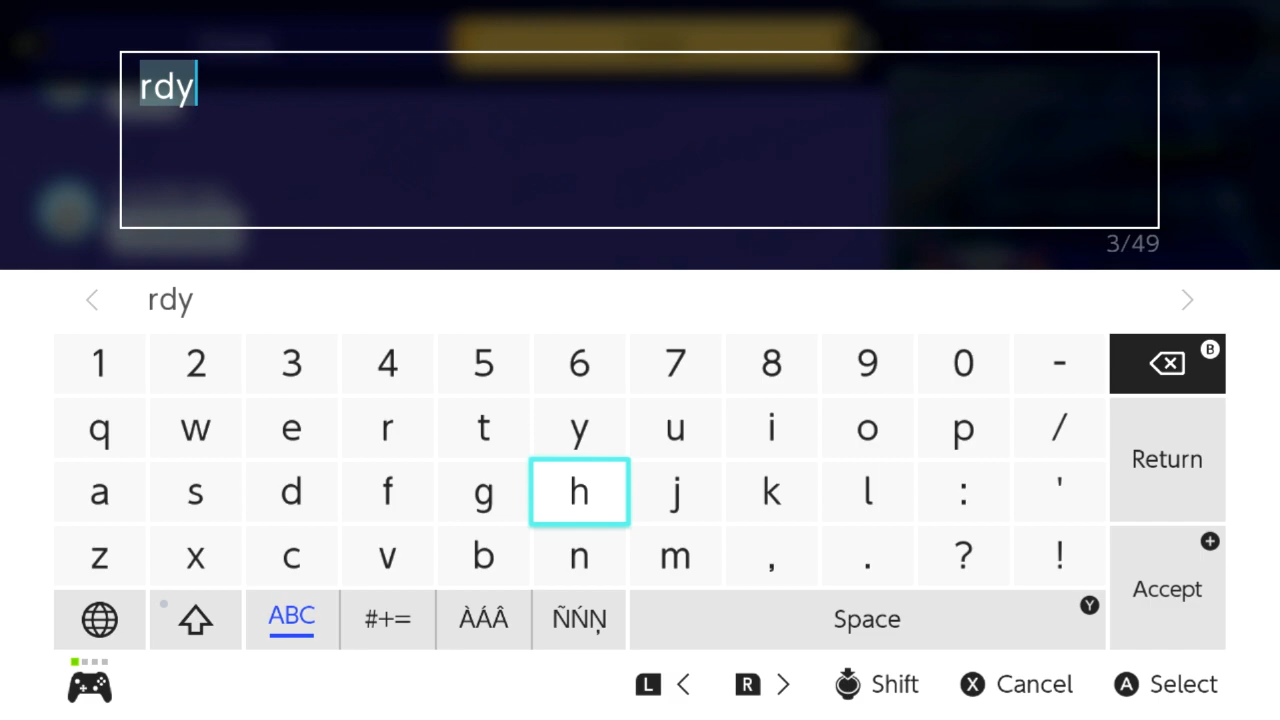 rdy
3/49
< rdy >
1 2 3 4 5 6 7 8 9 0 - B
q w e r t y u i o p / Return
a s d f g h j k l : '
z x c v b n m , . ? ! + Accept
ABC #+= ÀÁÂ ÑŃŅ Space Y
L < R > Shift X Cancel A Select